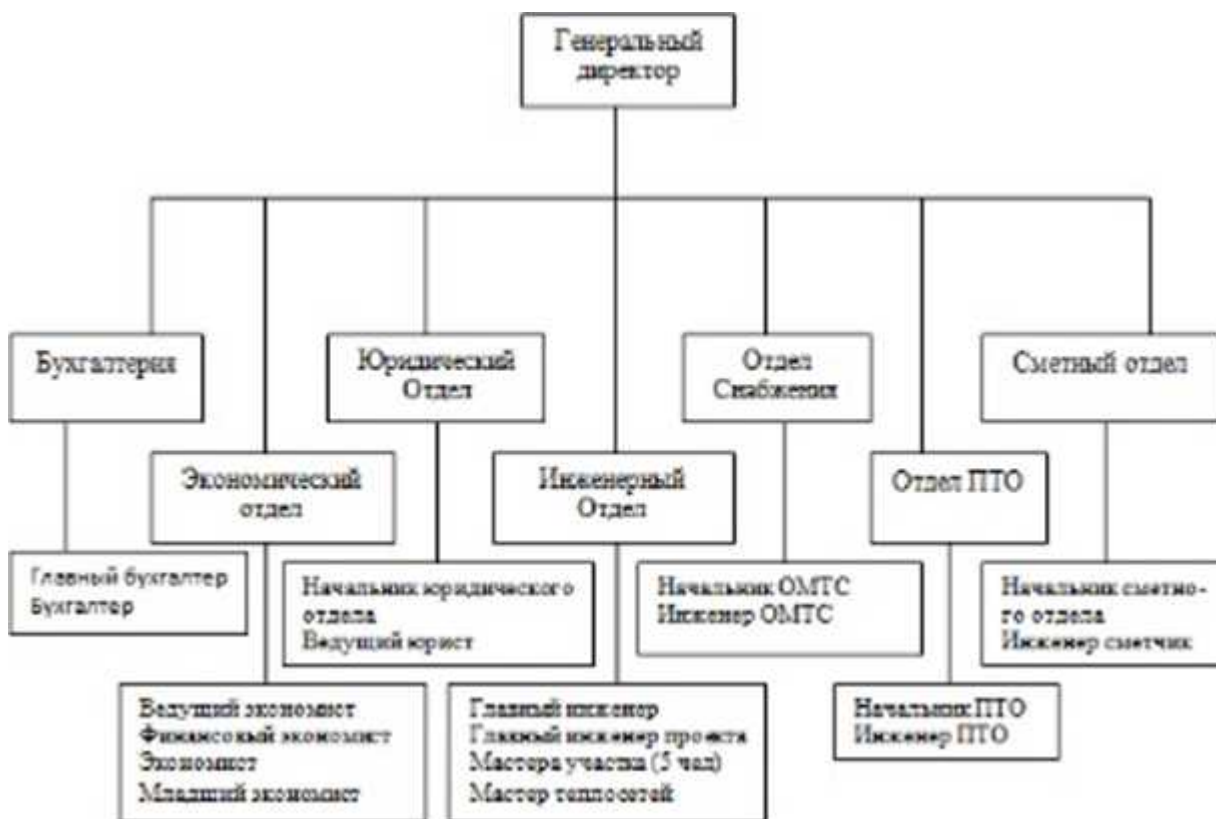 Генеральный
директор
Бухгалтерия
Юридический
Отдел
Отдел
Снабжения
Сметный отдел
Экономический
отдел
Инженерный
Отдел
Отдел ПТО
Главный бухгалтер
Бухгалтер
Начальник юридического
отдела
Ведущий юрист
Начальник ОМТС
Инженер ОМТС
Начальник сметно-
го отдела
Инженер сметчик
Ведущий экономист
Финансовый экономист
Экономист
Младший экономист
Главный инженер
Главный инженер проекта
Мастера участка (5 чел)
Мастер теплосетей
Начальник ПТО
Инженер ПТО